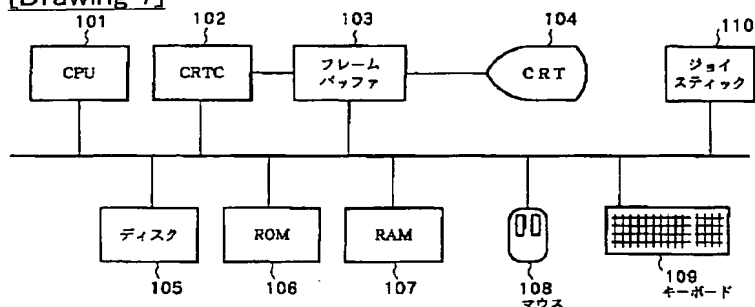 [Drawing 7]
101
102
103
104
110
CPU
CRTC
フレーム
バッファ
CRT
ジョイ
スティック
ディスク
ROM
RAM
105
106
107
108
マウス
109
キーボード